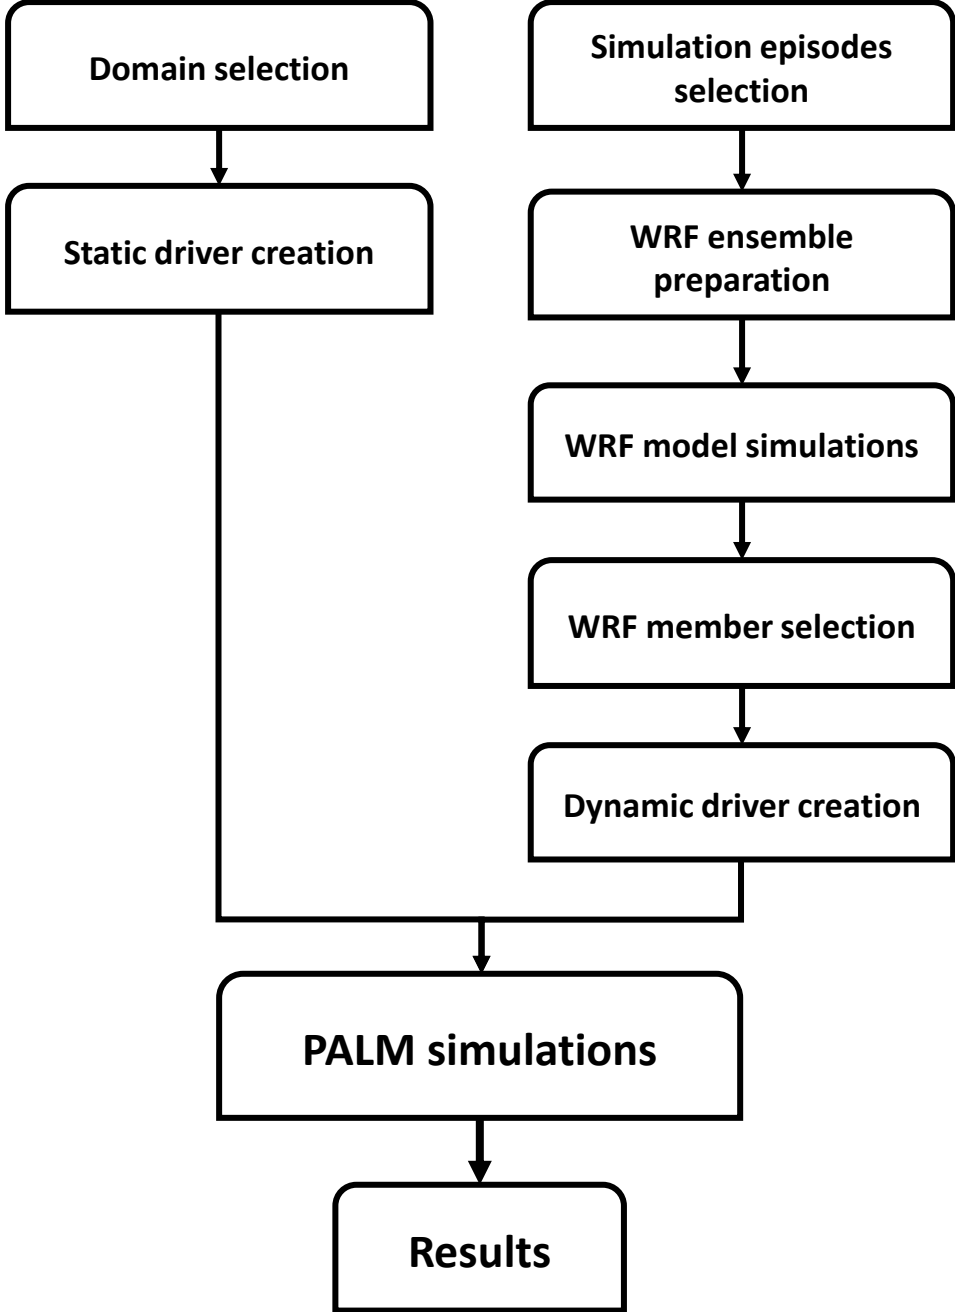 Domain selection
Static driver creation
Simulation episodes
selection
WRF ensemble
preparation
WRF model simulations
WRF member selection
Dynamic driver creation
PALM simulations
Results